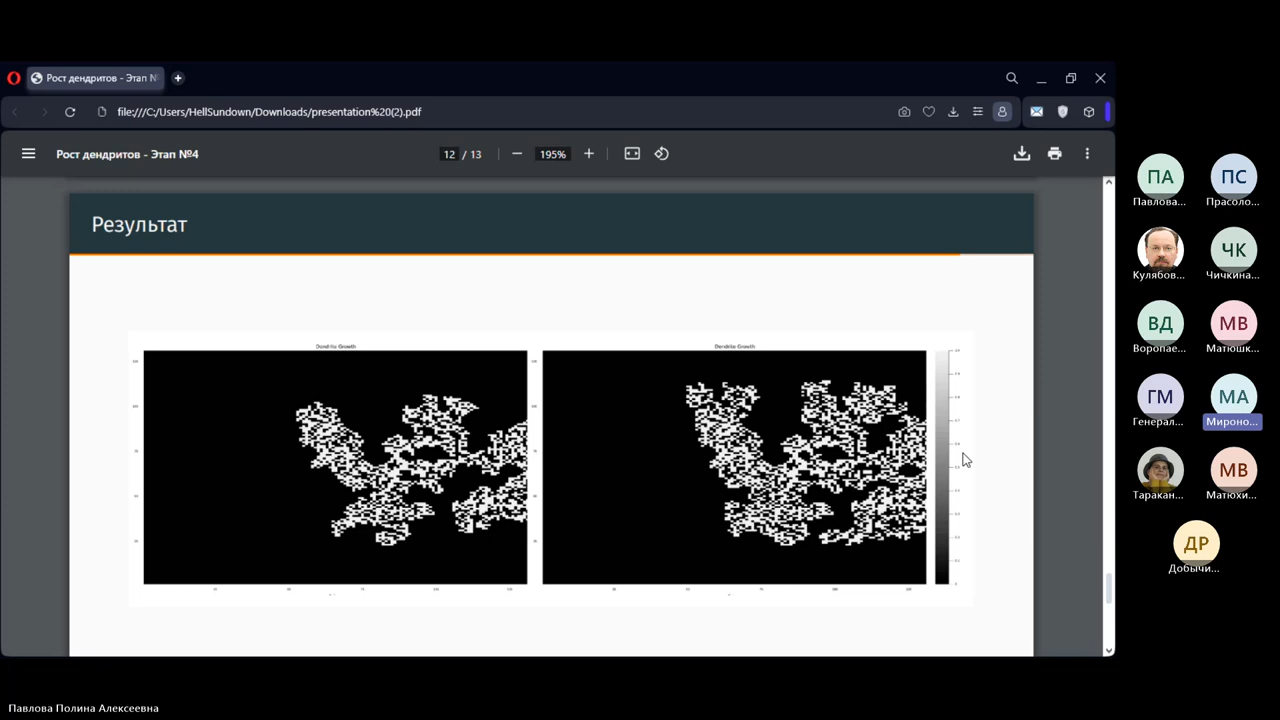 Рост дендритов - Этап №
file:///C:/Users/HellSundown/Downloads/presentation%20(2).pdf
Рост дендритов - Этап №4
12 / 13
195%
Результат
Dendrite Growth
Dendrite Growth
ПА
ПС
Павлова...
Прасоло...
ЧК
Кулябов...
Чичкина...
ВД
МВ
Воропае...
Матюшк...
ГМ
МА
Генерал...
Мироно...
МВ
Таракан...
Матюхи...
ДР
Добычи...
Павлова Полина Алексеевна